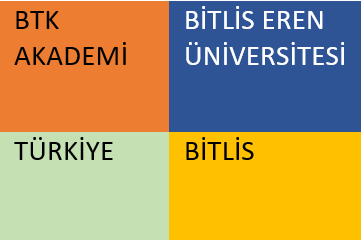 BTK
AKADEMİ
BİTLİS EREN
ÜNİVERSİTESİ
TÜRKİYE
BİTLİS